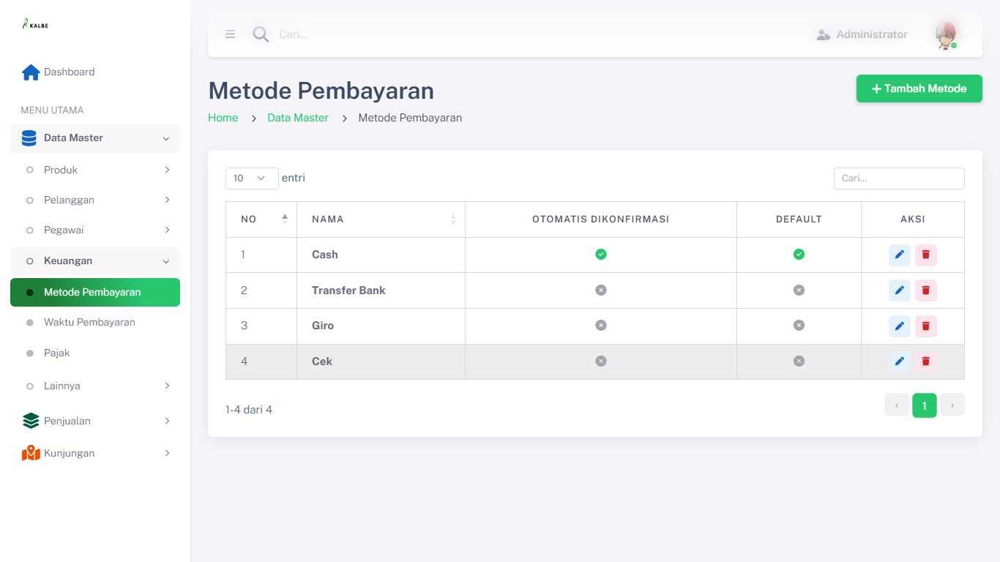 KALBE
Cari...
Administrator
Dashboard
MENU UTAMA
Data Master
Produk
Pelanggan
Pegawai
Keuangan
Metode Pembayaran
Waktu Pembayaran
Pajak
Lainnya
Penjualan
Kunjungan
Metode Pembayaran
+ Tambah Metode
Home > Data Master > Metode Pembayaran
10 entri
Cari...
NO NAMA OTOMATIS DIKONFIRMASI DEFAULT AKSI
1 Cash
2 Transfer Bank
3 Giro
4 Cek
1-4 dari 4
‹ 1 ›